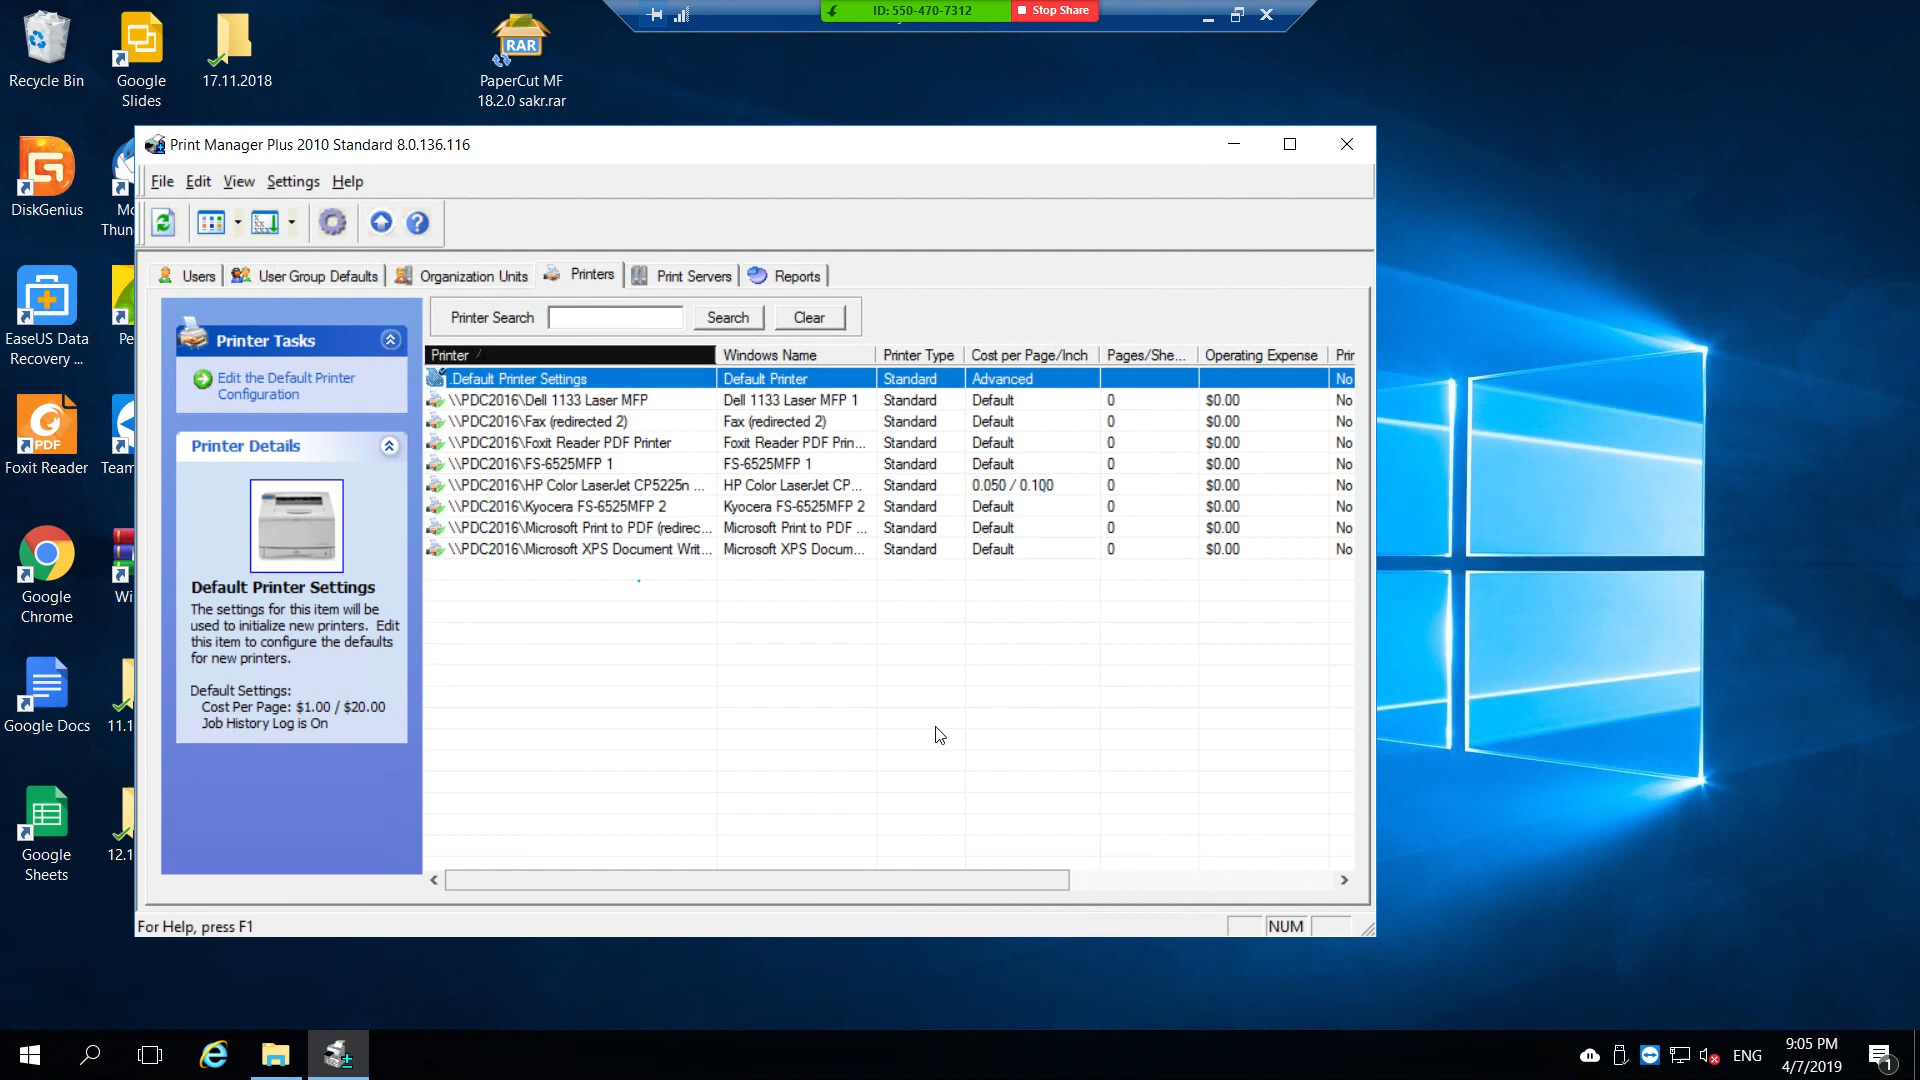 ID: 550-470-7312
Stop Share
Recycle Bin
Google
Slides
17.11.2018
RAR
PaperCut MF
18.2.0 sakr.rar
DiskGenius
Mo
Thun
EaseUS Data
Recovery ...
Pe
PDF
Foxit Reader
Team
Google
Chrome
Wi
Google Docs
11.1
Google
Sheets
12.1
Print Manager Plus 2010 Standard 8.0.136.116
File Edit View Settings Help
Users User Group Defaults Organization Units Printers Print Servers Reports
Printer Tasks
Edit the Default Printer
Configuration
Printer Details
Default Printer Settings
The settings for this item will be
used to initialize new printers. Edit
this item to configure the defaults
for new printers.
Default Settings:
Cost Per Page: $1.00 / $20.00
Job History Log is On
Printer Search Search Clear
Printer Windows Name Printer Type Cost per Page/Inch Pages/She... Operating Expense Prin
.Default Printer Settings Default Printer Standard Advanced No
\\PDC2016\Dell 1133 Laser MFP Dell 1133 Laser MFP 1 Standard Default 0 $0.00 No
\\PDC2016\Fax (redirected 2) Fax (redirected 2) Standard Default 0 $0.00 No
\\PDC2016\Foxit Reader PDF Printer Foxit Reader PDF Prin... Standard Default 0 $0.00 No
\\PDC2016\FS-6525MFP 1 FS-6525MFP 1 Standard Default 0 $0.00 No
\\PDC2016\HP Color LaserJet CP5225n ... HP Color LaserJet CP... Standard 0.050 / 0.100 0 $0.00 No
\\PDC2016\Kyocera FS-6525MFP 2 Kyocera FS-6525MFP 2 Standard Default 0 $0.00 No
\\PDC2016\Microsoft Print to PDF (redirec... Microsoft Print to PDF ... Standard Default 0 $0.00 No
\\PDC2016\Microsoft XPS Document Writ... Microsoft XPS Docum... Standard Default 0 $0.00 No
For Help, press F1
NUM
ENG
9:05 PM
4/7/2019
1